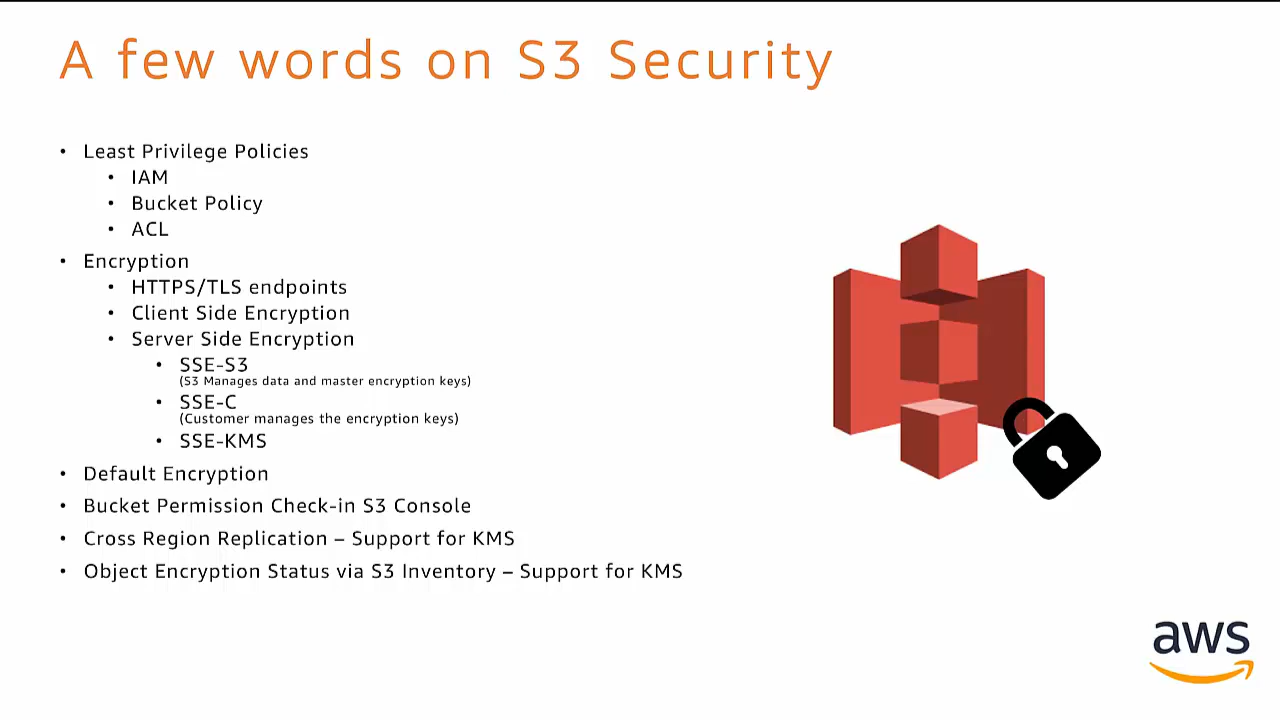 A few words on S3 Security
• Least Privilege Policies
• IAM
• Bucket Policy
• ACL
• Encryption
• HTTPS/TLS endpoints
• Client Side Encryption
• Server Side Encryption
• SSE-S3
(S3 Manages data and master encryption keys)
• SSE-C
(Customer manages the encryption keys)
• SSE-KMS
• Default Encryption
• Bucket Permission Check-in S3 Console
• Cross Region Replication – Support for KMS
• Object Encryption Status via S3 Inventory – Support for KMS
aws